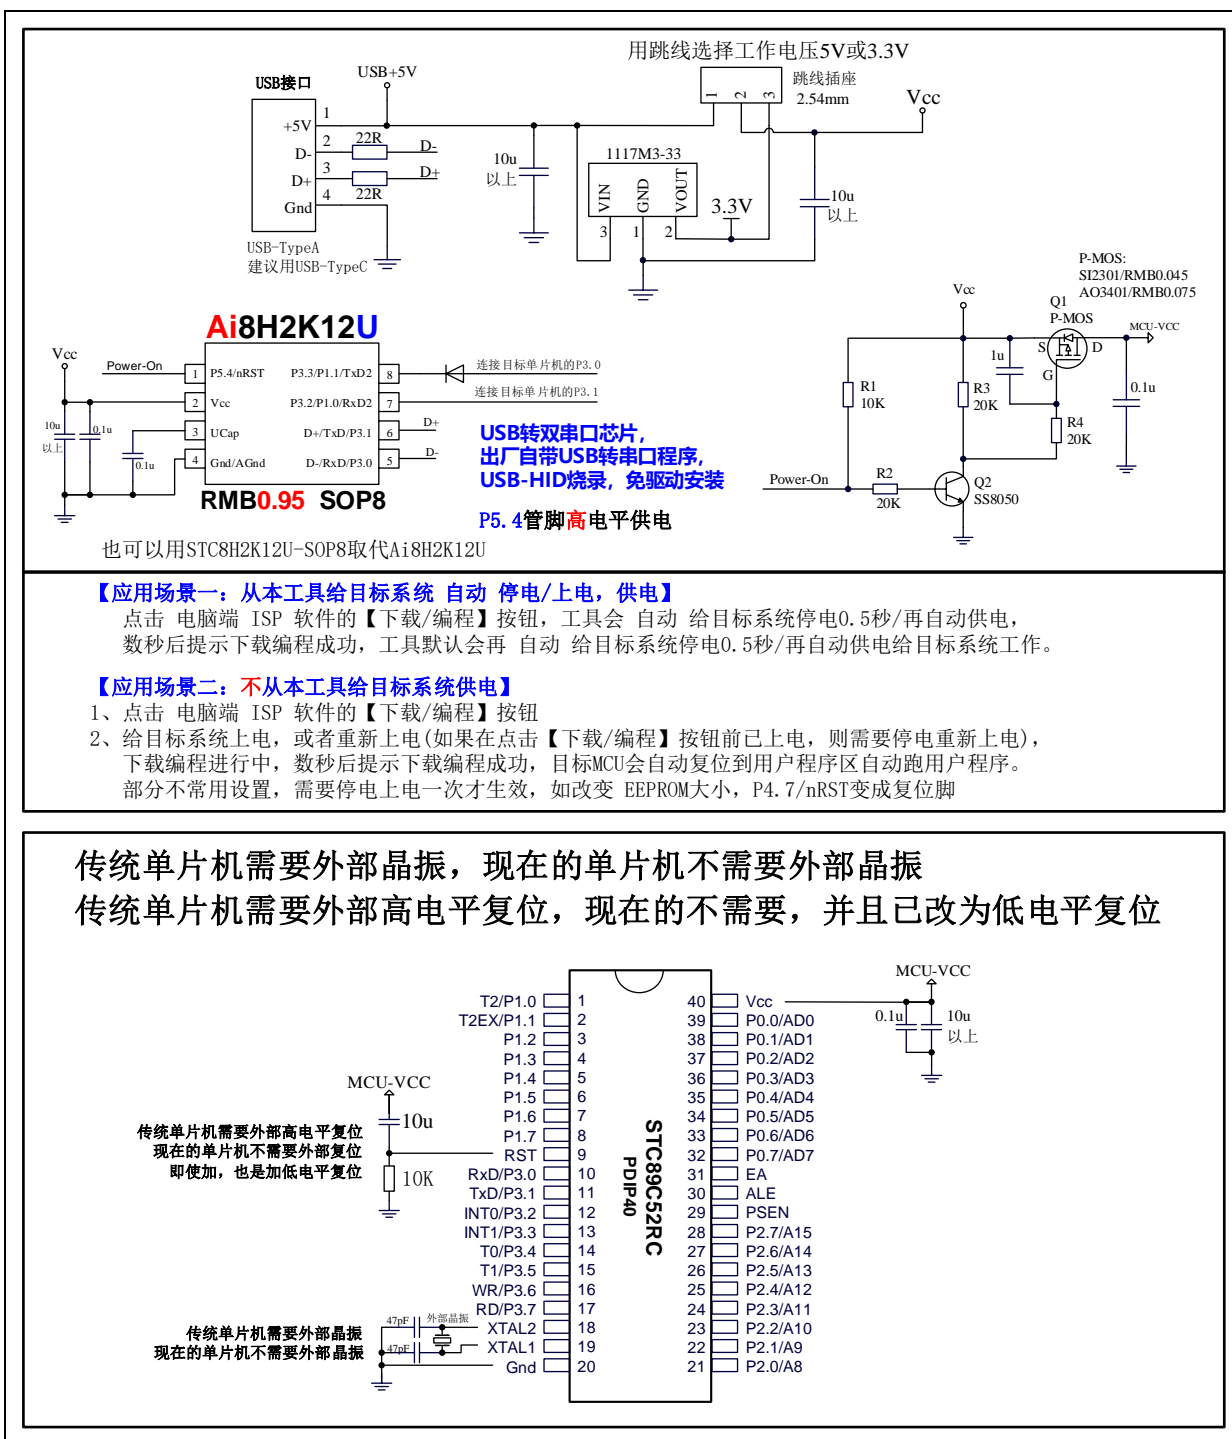 用跳线选择工作电压5V或3.3V
USB接口
USB+5V
跳线插座
2.54mm
1
2
3
Vcc
+5V
1
D-
2
22R
D-
D+
3
22R
D+
Gnd
4
10u
以上
1117M3-33
VIN
GND
VOUT
3
1
2
3.3V
10u
以上
USB-TypeA
建议用USB-TypeC
P-MOS:
SI2301/RMB0.045
AO3401/RMB0.075
Ai8H2K12U
Vcc
Power-On
1
P5.4/nRST
P3.3/P1.1/TxD2
8
连接目标单片机的P3.0
2
Vcc
P3.2/P1.0/RxD2
7
连接目标单片机的P3.1
3
UCap
D+/TxD/P3.1
6
D+
4
Gnd/AGnd
D-/RxD/P3.0
5
D-
10u
以上
0.1u
0.1u
RMB0.95 SOP8
USB转双串口芯片，
出厂自带USB转串口程序，
USB-HID烧录，免驱动安装
P5.4管脚高电平供电
也可以用STC8H2K12U-SOP8取代Ai8H2K12U
Vcc
Q1
P-MOS
MCU-VCC
S
D
G
1u
0.1u
R1
10K
R3
20K
R4
20K
Power-On
R2
20K
Q2
SS8050
【应用场景一：从本工具给目标系统 自动 停电/上电，供电】
点击 电脑端 ISP 软件的【下载/编程】按钮，工具会 自动 给目标系统停电0.5秒/再自动供电，
数秒后提示下载编程成功，工具默认会再 自动 给目标系统停电0.5秒/再自动供电给目标系统工作。
【应用场景二：不从本工具给目标系统供电】
1、点击 电脑端 ISP 软件的【下载/编程】按钮
2、给目标系统上电，或者重新上电(如果在点击【下载/编程】按钮前已上电，则需要停电重新上电)，
下载编程进行中，数秒后提示下载编程成功，目标MCU会自动复位到用户程序区自动跑用户程序。
部分不常用设置，需要停电上电一次才生效，如改变 EEPROM大小，P4.7/nRST变成复位脚
传统单片机需要外部晶振，现在的单片机不需要外部晶振
传统单片机需要外部高电平复位，现在的不需要，并且已改为低电平复位
MCU-VCC
0.1u
10u
以上
T2/P1.0 1 40 Vcc
T2EX/P1.1 2 39 P0.0/AD0
P1.2 3 38 P0.1/AD1
P1.3 4 37 P0.2/AD2
P1.4 5 36 P0.3/AD3
P1.5 6 35 P0.4/AD4
P1.6 7 34 P0.5/AD5
P1.7 8 33 P0.6/AD6
RST 9 32 P0.7/AD7
RxD/P3.0 10 31 EA
TxD/P3.1 11 30 ALE
INT0/P3.2 12 29 PSEN
INT1/P3.3 13 28 P2.7/A15
T0/P3.4 14 27 P2.6/A14
T1/P3.5 15 26 P2.5/A13
WR/P3.6 16 25 P2.4/A12
RD/P3.7 17 24 P2.3/A11
XTAL2 18 23 P2.2/A10
XTAL1 19 22 P2.1/A9
Gnd 20 21 P2.0/A8
STC89C52RC
PDIP40
MCU-VCC
10u
10K
传统单片机需要外部高电平复位
现在的单片机不需要外部复位
即使加，也是加低电平复位
47pF
外部晶振
47pF
传统单片机需要外部晶振
现在的单片机不需要外部晶振